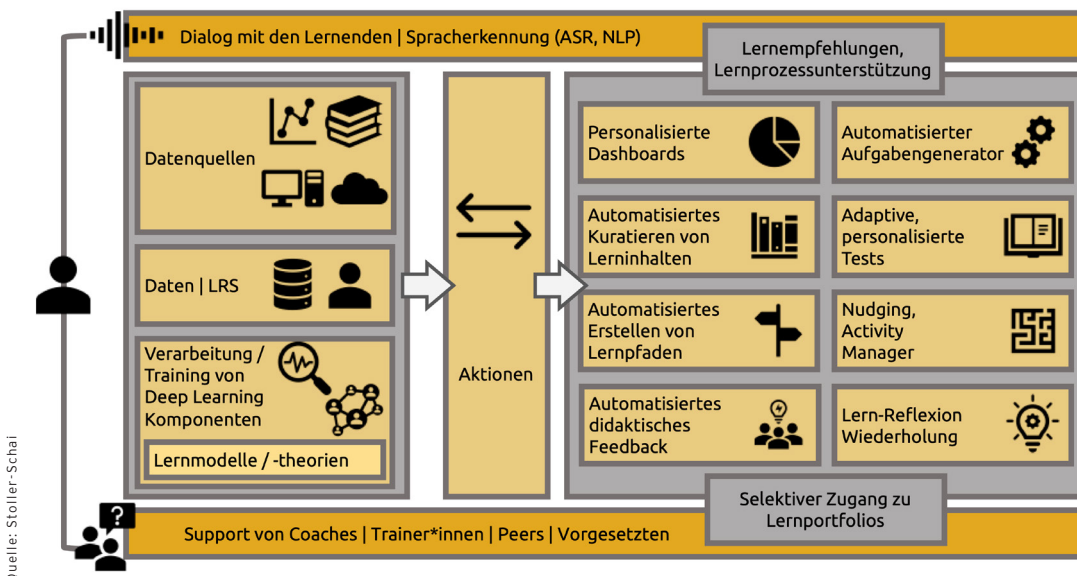 Dialog mit den Lernenden | Spracherkennung (ASR, NLP)
Lernempfehlungen,
Lernprozessunterstützung
Datenquellen
Daten | LRS
Verarbeitung /
Training von
Deep Learning
Komponenten
Lernmodelle / -theorien
Aktionen
Personalisierte
Dashboards
Automatisierter
Aufgabengenerator
Automatisiertes
Kuratieren von
Lerninhalten
Adaptive,
personalisierte
Tests
Automatisiertes
Erstellen von
Lernpfaden
Nudging,
Activity
Manager
Automatisiertes
didaktisches
Feedback
Lern-Reflexion
Wiederholung
Selektiver Zugang zu
Lernportfolios
?
Support von Coaches | Trainer*innen | Peers | Vorgesetzten
Quelle: Stoller-Schai